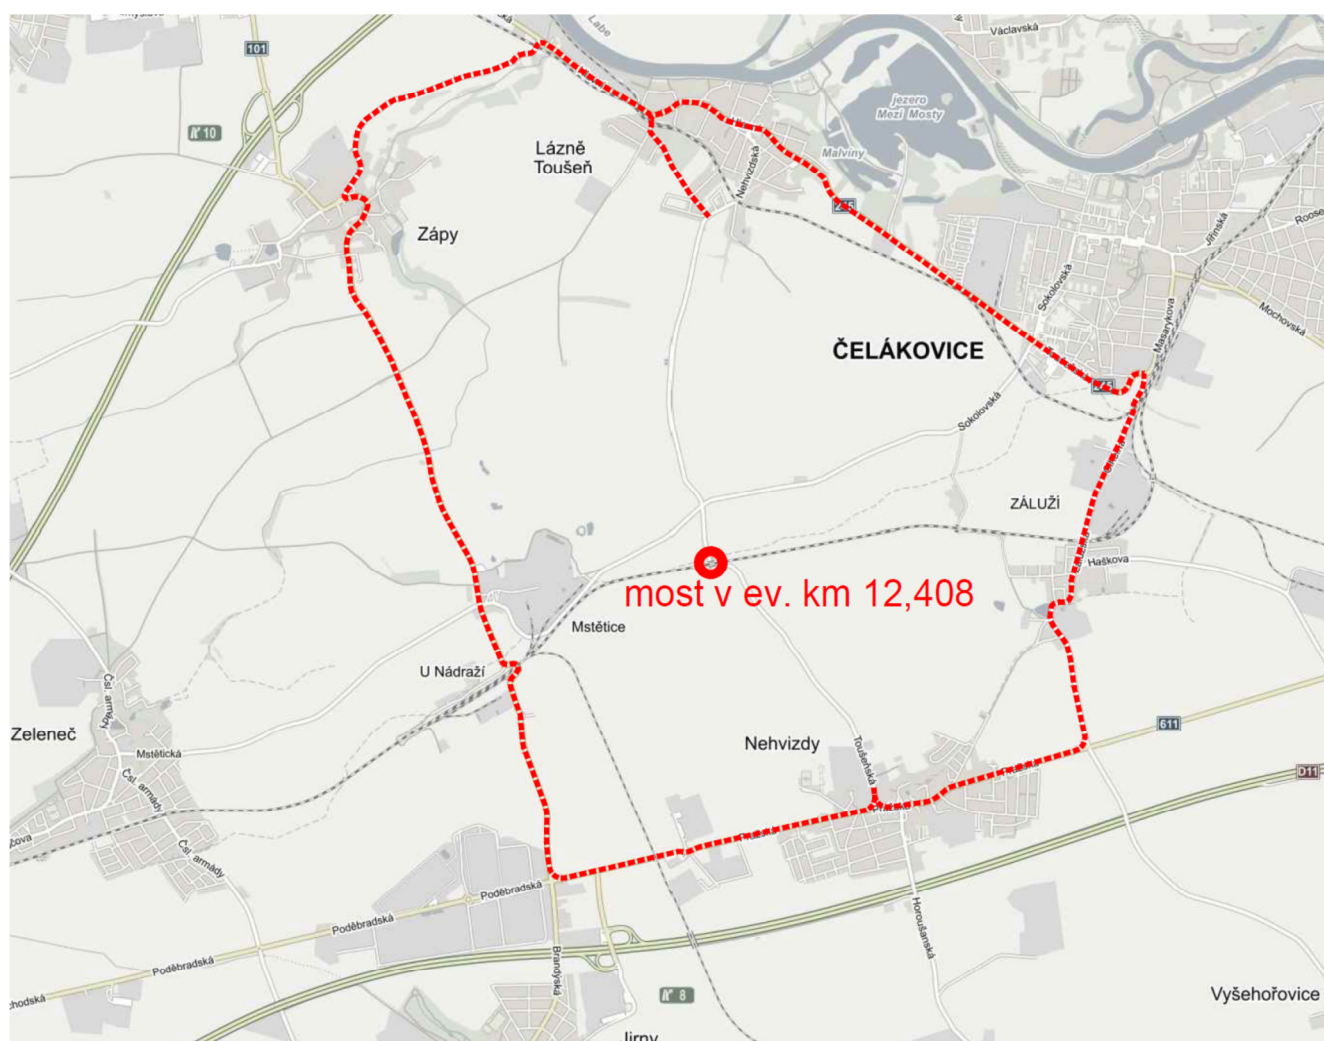 Labe
Václavská
101
10
jezero
Mezi Mosty
Malviny
Lázně
Toušeň
Nehvizdská
Jiřinská
Zápy
Sokolovská
Masarykova
Mochovská
ČELÁKOVICE
Sokolovská
ZÁLUŽÍ
Haškova
most v ev. km 12,408
Mstětice
U Nádraží
Čsl. armády
Zeleneč
Mstětická
Nehvizdy
Toušeňská
611
D11
Čsl. armády
Čsl. armády
Poděbradská
Poděbradská
Poděbradská
Horoušanská
Brandýská
8
Vyšehořovice
Jirny